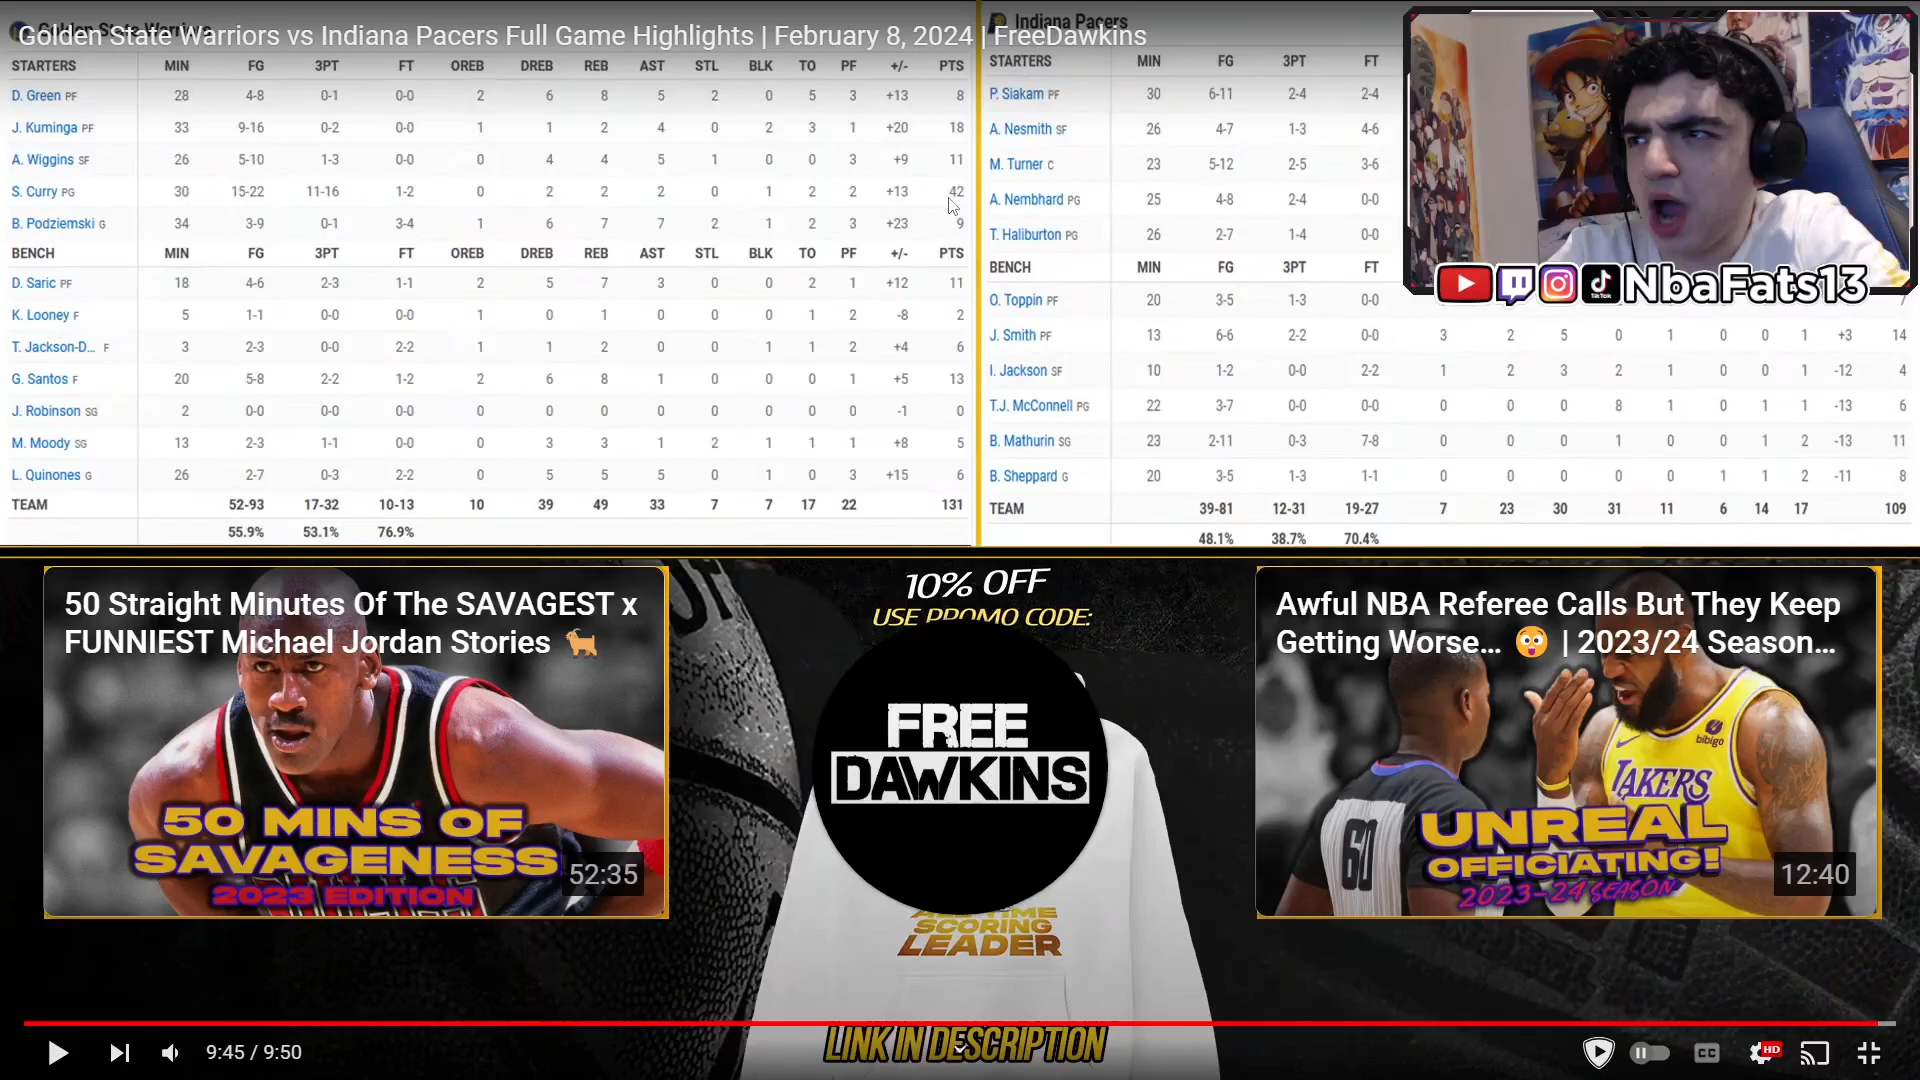 Golden State Warriors vs Indiana Pacers Full Game Highlights | February 8, 2024 | FreeDawkins
STARTERS MIN FG 3PT FT OREB DREB REB AST STL BLK TO PF +/- PTS
D. Green PF 28 4-8 0-1 0-0 2 6 8 5 2 0 5 3 +13 8
J. Kuminga PF 33 9-16 0-2 0-0 1 1 2 4 0 2 3 1 +20 18
A. Wiggins SF 26 5-10 1-3 0-0 0 4 4 5 1 0 0 3 +9 11
S. Curry PG 30 15-22 11-16 1-2 0 2 2 2 0 1 2 2 +13 42
B. Podziemski G 34 3-9 0-1 3-4 1 6 7 7 2 1 2 3 +23 9
BENCH MIN FG 3PT FT OREB DREB REB AST STL BLK TO PF +/- PTS
D. Saric PF 18 4-6 2-3 1-1 2 5 7 3 0 0 2 1 +12 11
K. Looney F 5 1-1 0-0 0-0 1 0 1 0 0 0 1 2 -8 2
T. Jackson-D... F 3 2-3 0-0 2-2 1 1 2 0 0 1 1 2 +4 6
G. Santos F 20 5-8 2-2 1-2 2 6 8 1 0 0 0 1 +5 13
J. Robinson SG 2 0-0 0-0 0-0 0 0 0 0 0 0 0 0 -1 0
M. Moody SG 13 2-3 1-1 0-0 0 3 3 1 2 1 1 1 +8 5
L. Quinones G 26 2-7 0-3 2-2 0 5 5 5 0 1 0 3 +15 6
TEAM 52-93 17-32 10-13 10 39 49 33 7 7 17 22 131
55.9% 53.1% 76.9%
Indiana Pacers
STARTERS MIN FG 3PT FT
P. Siakam PF 30 6-11 2-4 2-4
A. Nesmith SF 26 4-7 1-3 4-6
M. Turner C 23 5-12 2-5 3-6
A. Nembhard PG 25 4-8 2-4 0-0
T. Haliburton PG 26 2-7 1-4 0-0
BENCH MIN FG 3PT FT
O. Toppin PF 20 3-5 1-3 0-0
J. Smith PF 13 6-6 2-2 0-0 3 2 5 0 1 0 0 1 +3 14
I. Jackson SF 10 1-2 0-0 2-2 1 2 3 2 1 0 0 1 -12 4
T.J. McConnell PG 22 3-7 0-0 0-0 0 0 0 8 1 0 1 1 -13 6
B. Mathurin SG 23 2-11 0-3 7-8 0 0 0 1 0 0 1 2 -13 11
B. Sheppard G 20 3-5 1-3 1-1 0 0 0 0 0 1 1 2 -11 8
TEAM 39-81 12-31 19-27 7 23 30 31 11 6 14 17 109
48.1% 38.7% 70.4%
TikTok
NbaFats13
50 Straight Minutes Of The SAVAGEST x
FUNNIEST Michael Jordan Stories
50 MINS OF
SAVAGENESS
2023 EDITION
52:35
10% OFF
USE PROMO CODE:
FREE
DAWKINS
ALL TIME
SCORING
LEADER
Awful NBA Referee Calls But They Keep
Getting Worse... | 2023/24 Season...
bibigo
LAKERS
60
UNREAL
OFFICIATING!
2023-24 SEASON
12:40
LINK IN DESCRIPTION
9:45 / 9:50
CC
HD